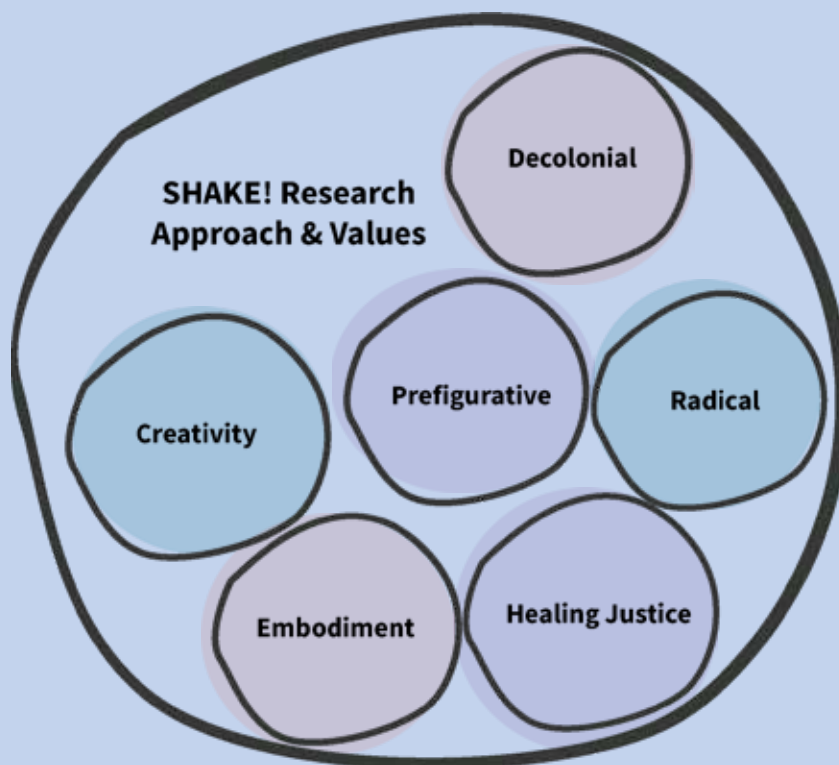 SHAKE! Research
Approach & Values
Decolonial
Prefigurative
Radical
Creativity
Embodiment
Healing Justice